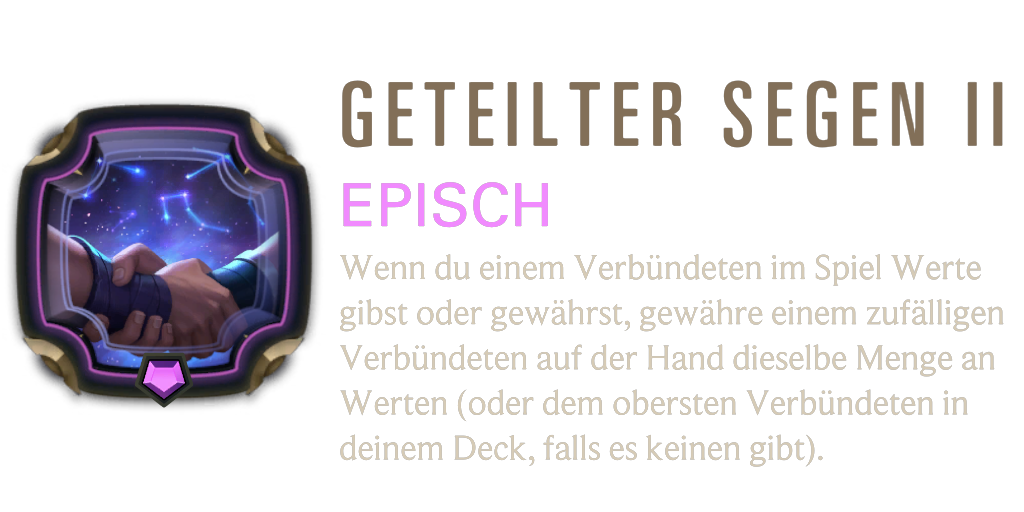 GETEILTER SEGEN II
EPISCH
Wenn du einem Verbündeten im Spiel Werte
gibst oder gewährst, gewähre einem zufälligen
Verbündeten auf der Hand dieselbe Menge an
Werten (oder dem obersten Verbündeten in
deinem Deck, falls es keinen gibt).